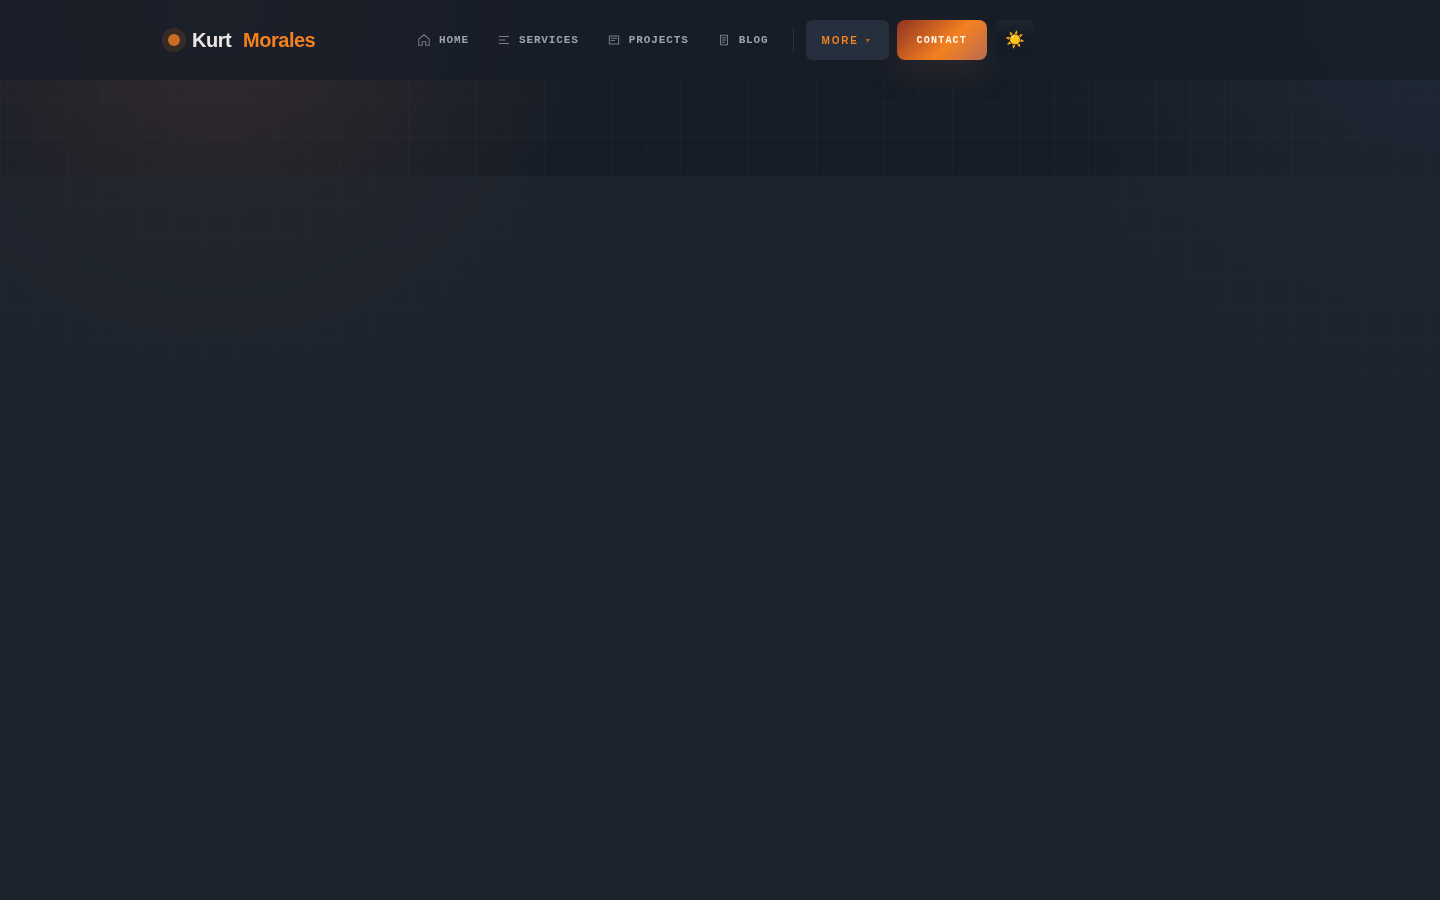 Kurt Morales
HOME
SERVICES
PROJECTS
BLOG
MORE
CONTACT